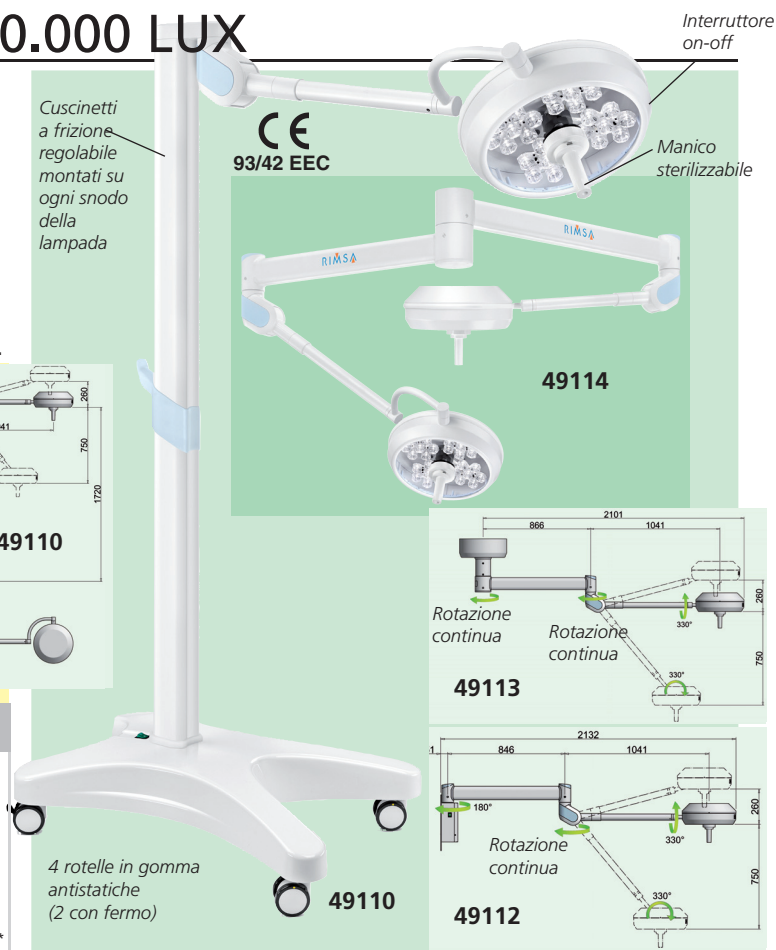 0.000 LUX
Interruttore
on-off
Cuscinetti
a frizione
regolabile
montati su
ogni snodo
della
lampada
CE
93/42 EEC
Manico
sterilizzabile
RIMSA
RIMSA
49114
260
041
750
1720
49110
2101
866
1041
260
330°
750
330°
Rotazione
continua
Rotazione
continua
49113
2132
846
1041
180°
260
330°
750
330°
Rotazione
continua
49112
4 rotelle in gomma
antistatiche
(2 con fermo)
49110
*